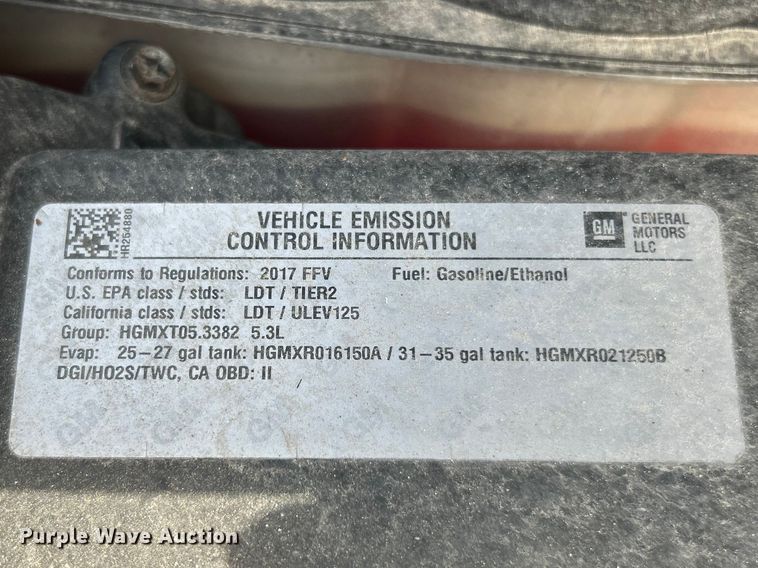 HR254880
VEHICLE EMISSION
CONTROL INFORMATION
GM
GENERAL
MOTORS
LLC
Conforms to Regulations: 2017 FFV Fuel: Gasoline/Ethanol
U.S. EPA class / stds: LDT / TIER2
California class / stds: LDT / ULEV125
Group: HGMXT05.3382 5.3L
Evap: 25-27 gal tank: HGMXR016150A / 31-35 gal tank: HGMXR021250B
DGI/HO2S/TWC, CA OBD: II
Purple Wave Auction